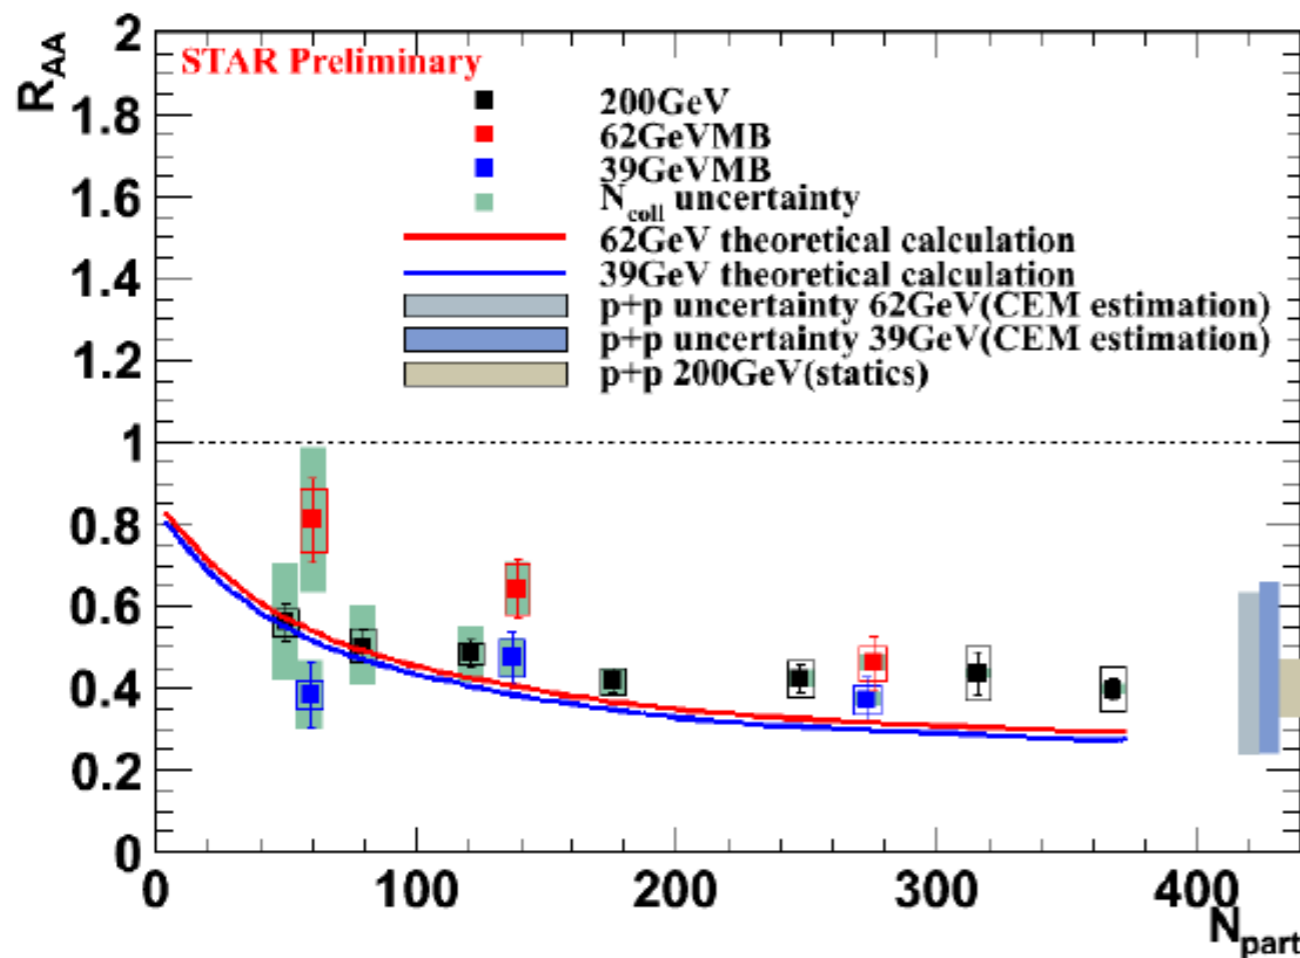 2
R_AA
STAR Preliminary
1.8
200GeV
62GeVMB
39GeVMB
1.6
N_coll uncertainty
62GeV theoretical calculation
1.4
39GeV theoretical calculation
p+p uncertainty 62GeV(CEM estimation)
p+p uncertainty 39GeV(CEM estimation)
1.2
p+p 200GeV(statics)
1
0.8
0.6
0.4
0.2
0
0 100 200 300 400
N_part